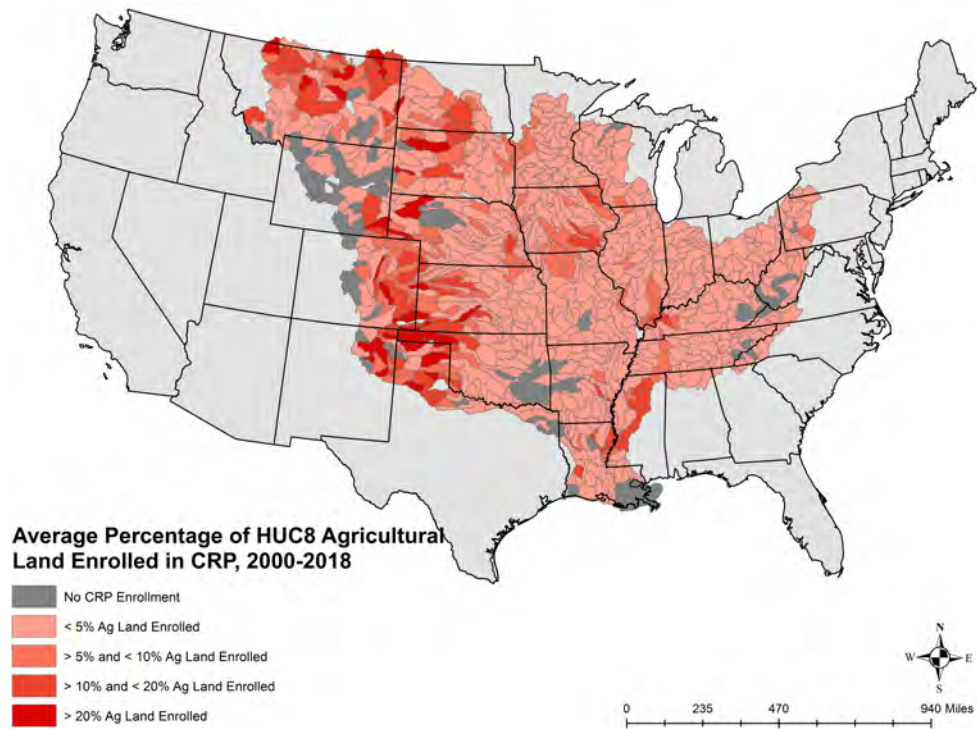 Average Percentage of HUC8 Agricultural
Land Enrolled in CRP, 2000-2018
No CRP Enrollment
< 5% Ag Land Enrolled
> 5% and < 10% Ag Land Enrolled
> 10% and < 20% Ag Land Enrolled
> 20% Ag Land Enrolled
N
W E
S
0 235 470 940 Miles